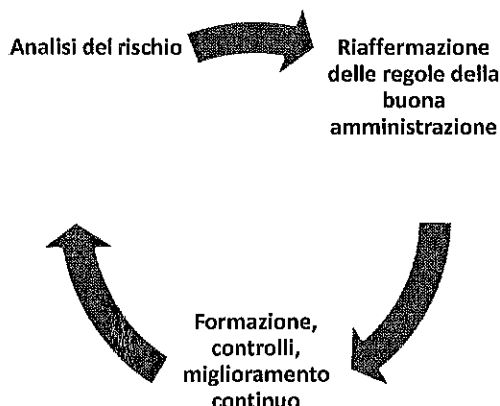 Analisi del rischio
Riaffermazione
delle regole della
buona
amministrazione
Formazione,
controlli,
miglioramento
continuo